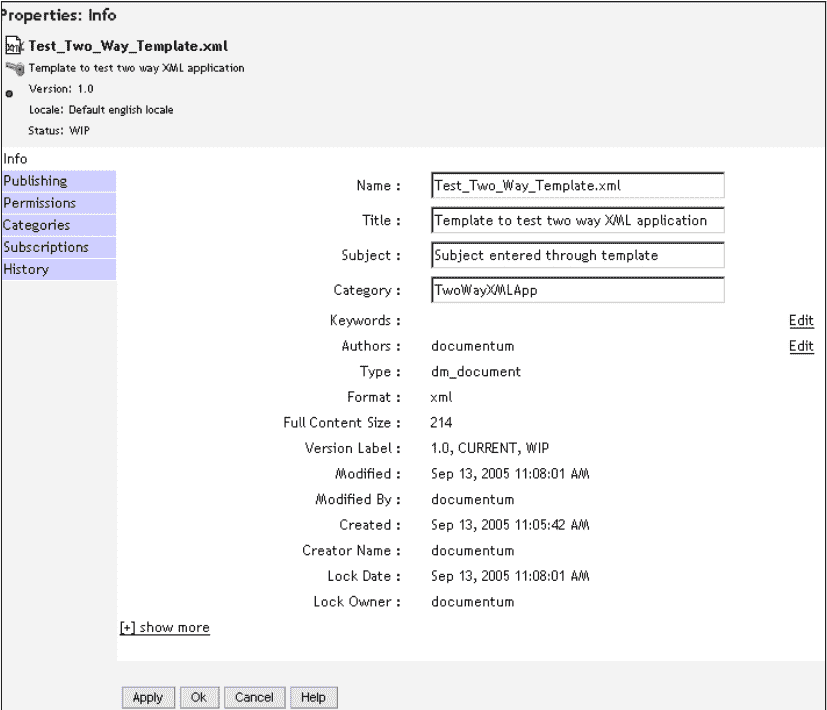 Properties: Info
Test_Two_Way_Template.xml
Template to test two way XML application
Version: 1.0
Locale: Default english locale
Status: WIP
Info
Publishing
Permissions
Categories
Subscriptions
History
Name : Test_Two_Way_Template.xml
Title : Template to test two way XML application
Subject : Subject entered through template
Category : TwoWayXMLApp
Keywords : Edit
Authors : documentum Edit
Type : dm_document
Format : xml
Full Content Size : 214
Version Label : 1.0, CURRENT, WIP
Modified : Sep 13, 2005 11:08:01 AM
Modified By : documentum
Created : Sep 13, 2005 11:05:42 AM
Creator Name : documentum
Lock Date : Sep 13, 2005 11:08:01 AM
Lock Owner : documentum
[+] show more
Apply Ok Cancel Help